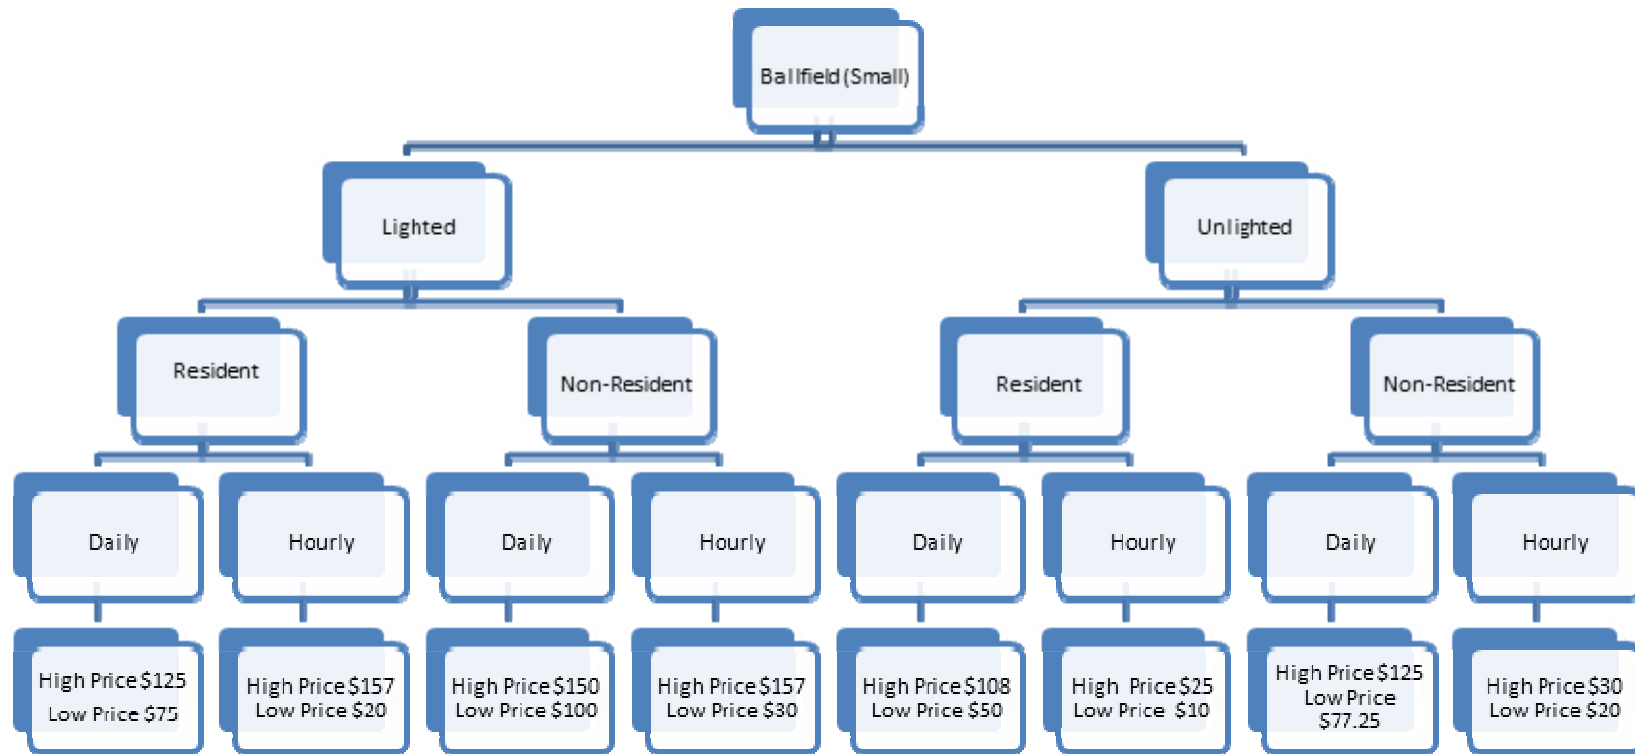 Ballfield (Small)
Lighted
Unlighted
Resident
Non-Resident
Resident
Non-Resident
Daily
Hourly
Daily
Hourly
Daily
Hourly
Daily
Hourly
High Price $125
Low Price $75
High Price $157
Low Price $20
High Price $150
Low Price $100
High Price $157
Low Price $30
High Price $108
Low Price $50
High Price $25
Low Price $10
High Price $125
Low Price
$77.25
High Price $30
Low Price $20